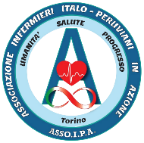 ASSOCIAZIONE INFERMIERI ITALO - PERUVIANI IN AZIONE
UMANITÀ SALUTE PROGRESSO
Torino
ASSO.I.P.A.